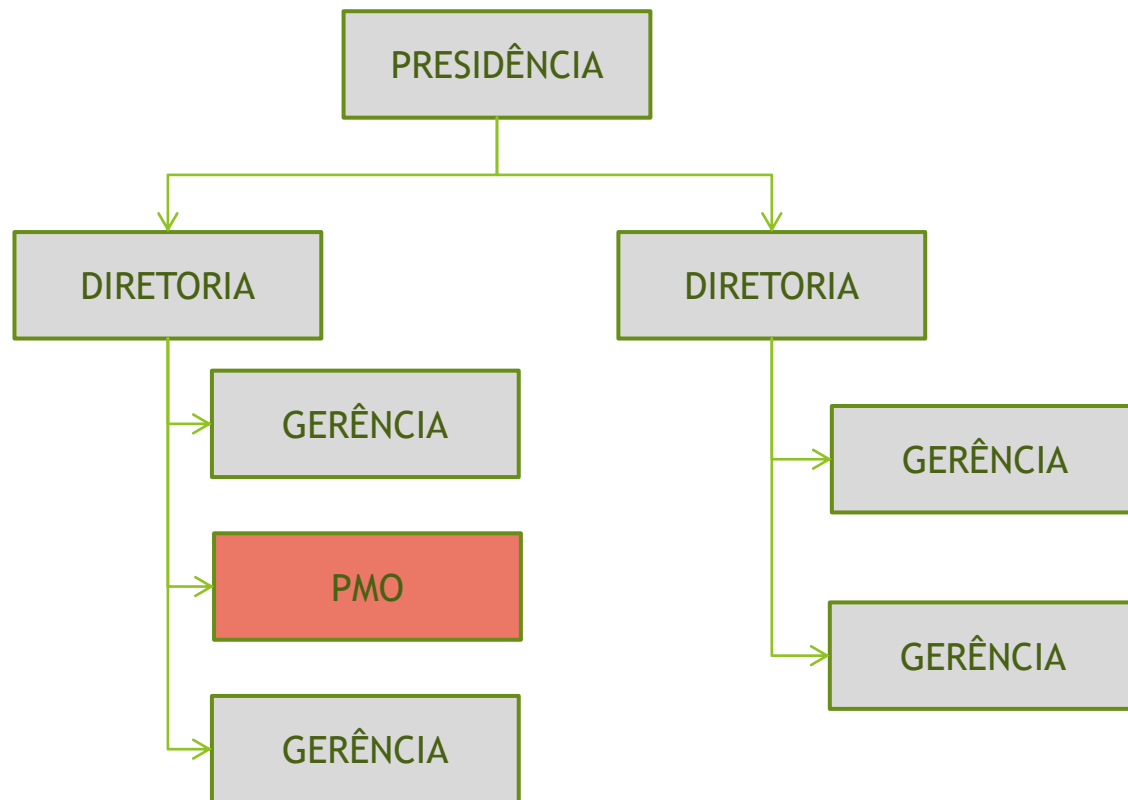 PRESIDÊNCIA
DIRETORIA
DIRETORIA
GERÊNCIA
PMO
GERÊNCIA
GERÊNCIA
GERÊNCIA